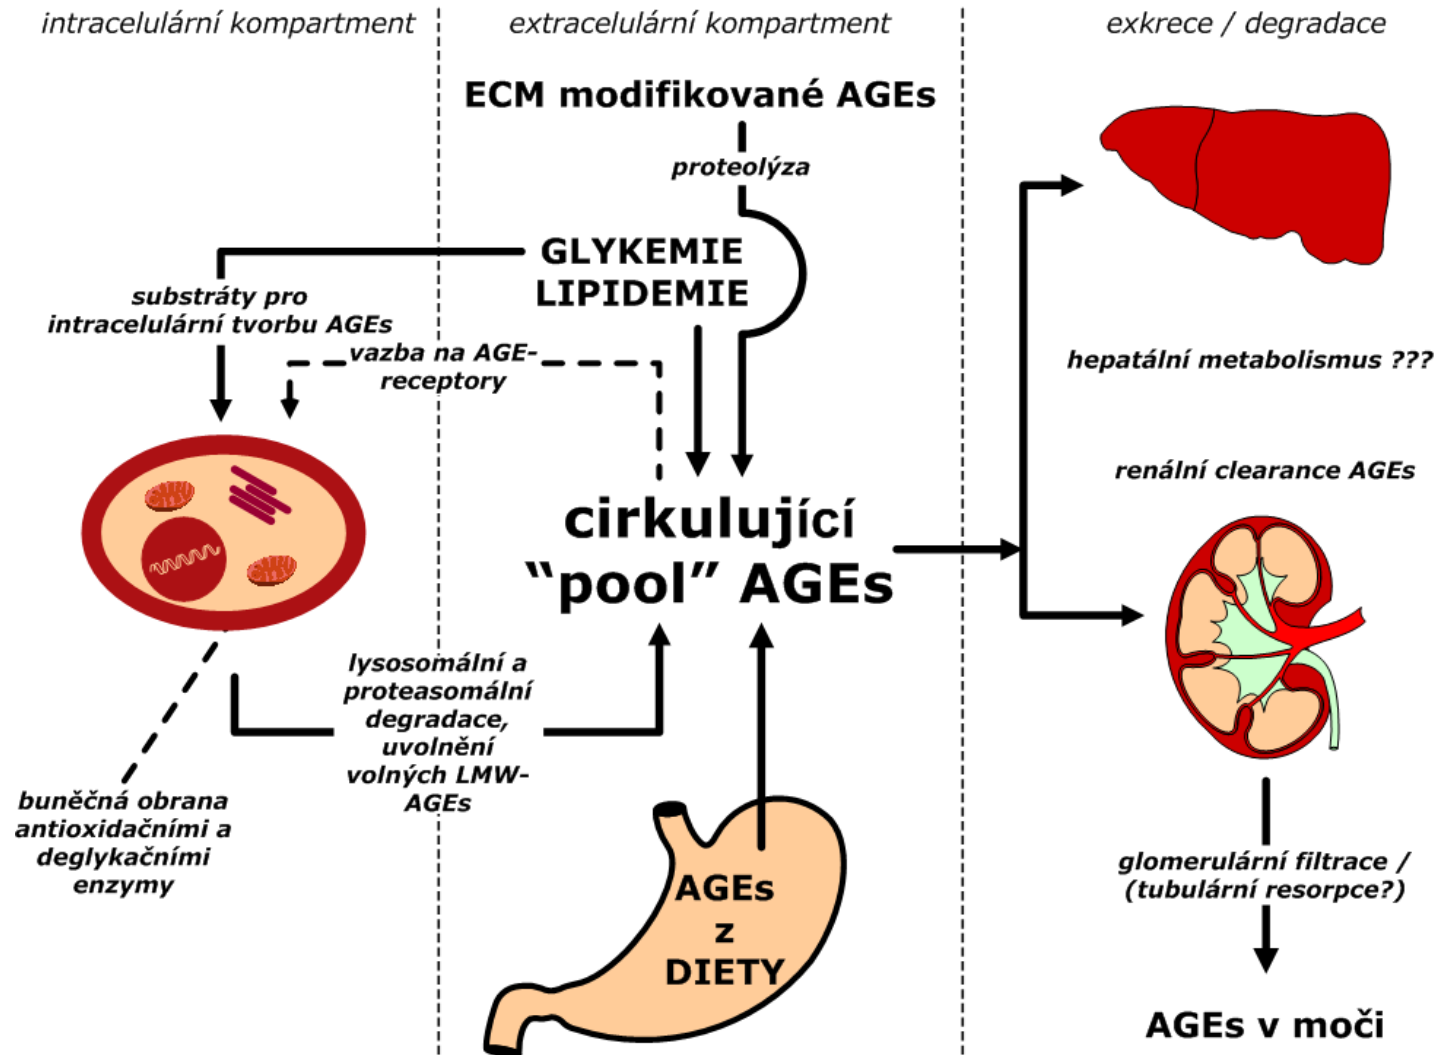 intracelulární kompartment
extracelulární kompartment
exkrece / degradace
ECM modifikované AGEs
proteolýza
GLYKEMIE
LIPIDEMIE
substráty pro
intracelulární tvorbu AGEs
vazba na AGE-
receptory
hepatální metabolismus ???
renální clearance AGEs
cirkulující
“pool” AGEs
lysosomální a
proteasomální
degradace,
uvolnění
volných LMW-
AGEs
buněčná obrana
antioxidačními a
deglykačními
enzymy
AGEs
z
DIETY
glomerulární filtrace /
(tubulární resorpce?)
AGEs v moči